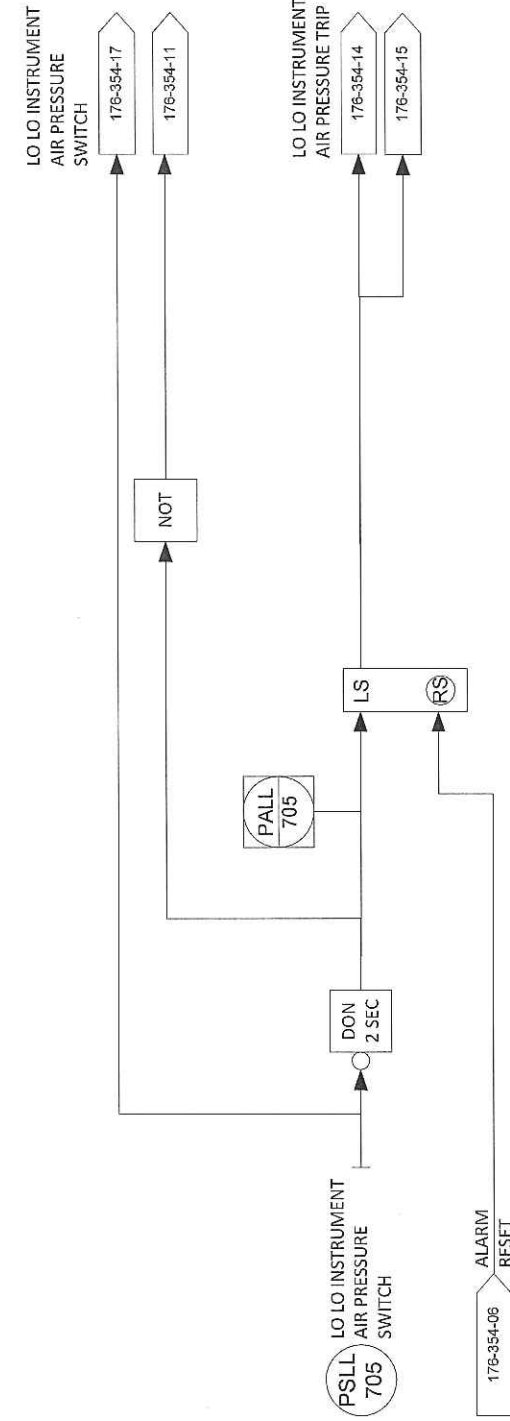 PSLL
705
LO LO INSTRUMENT
AIR PRESSURE
SWITCH
176-354-06
ALARM
RESET
DON
2 SEC
PALL
705
LS
RS
NOT
LO LO INSTRUMENT
AIR PRESSURE
SWITCH
176-354-17
176-354-11
LO LO INSTRUMENT
AIR PRESSURE TRIP
176-354-14
176-354-15